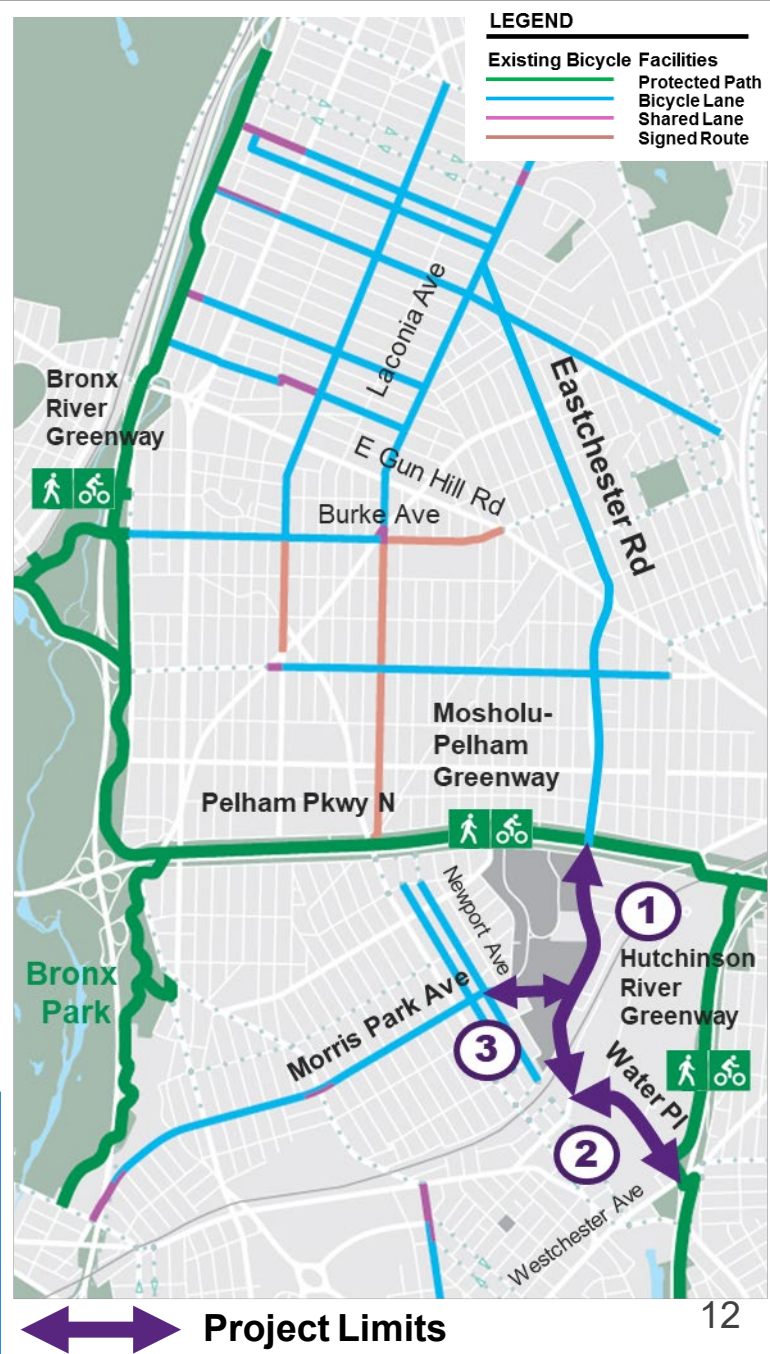 LEGEND
Existing Bicycle Facilities
Protected Path
Bicycle Lane
Shared Lane
Signed Route
Laconia Ave
Eastchester Rd
Bronx
River
Greenway
E Gun Hill Rd
Burke Ave
Mosholu-
Pelham
Greenway
Pelham Pkwy N
Newport Ave
1
Hutchinson
River
Greenway
Bronx
Park
Morris Park Ave
3
Water Pl
2
Westchester Ave
Project Limits
12